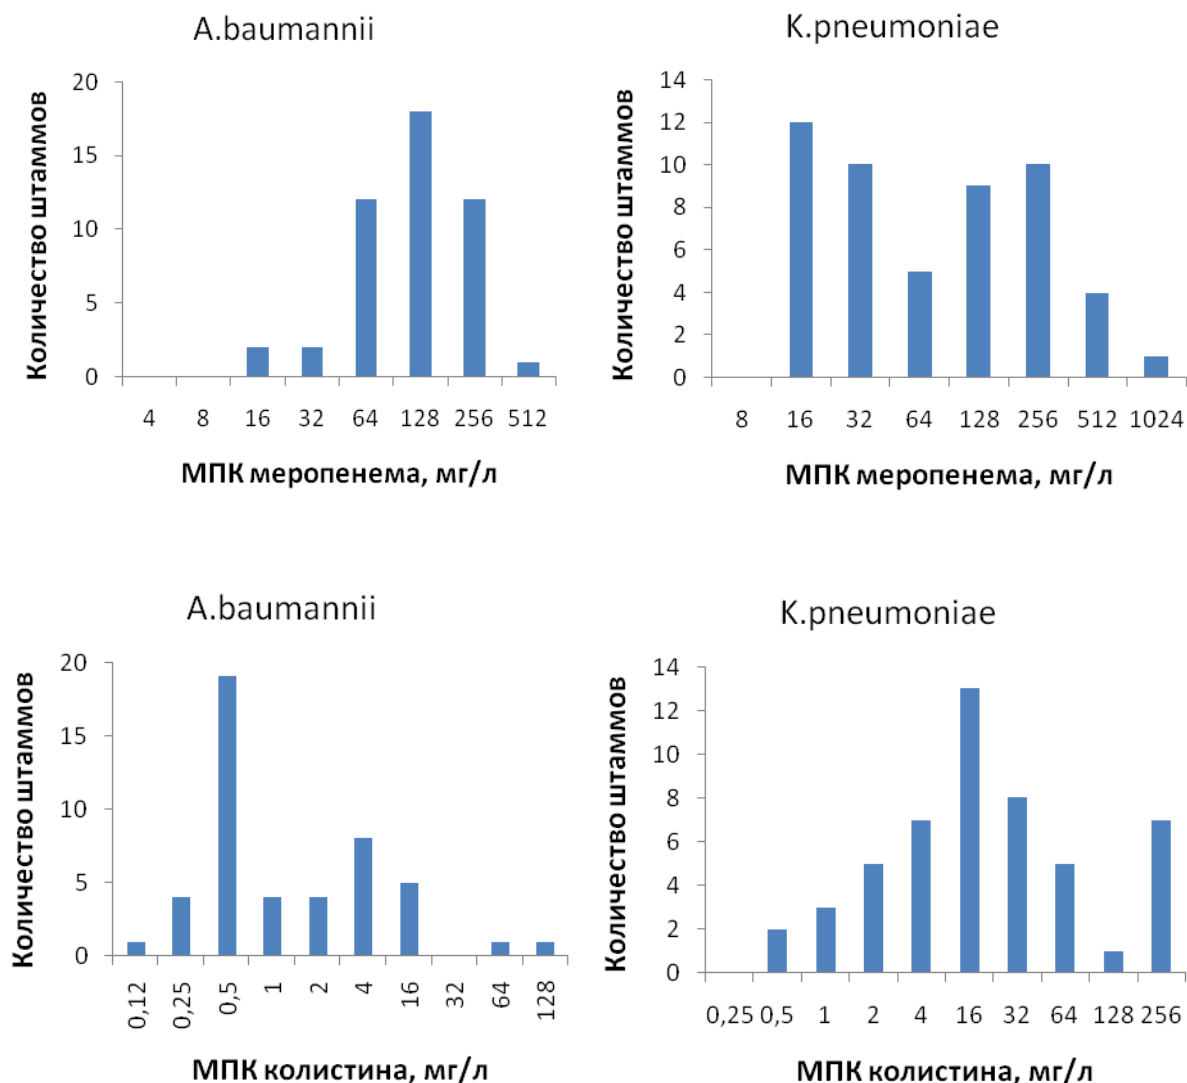 A.baumannii
Количество штаммов
20
15
10
5
0
4 8 16 32 64 128 256 512
МПК меропенема, мг/л
K.pneumoniae
Количество штаммов
14
12
10
8
6
4
2
0
8 16 32 64 128 256 512 1024
МПК меропенема, мг/л
A.baumannii
Количество штаммов
20
15
10
5
0
0,12 0,25 0,5 1 2 4 16 32 64 128
МПК колистина, мг/л
K.pneumoniae
Количество штаммов
14
12
10
8
6
4
2
0
0,25 0,5 1 2 4 16 32 64 128 256
МПК колистина, мг/л